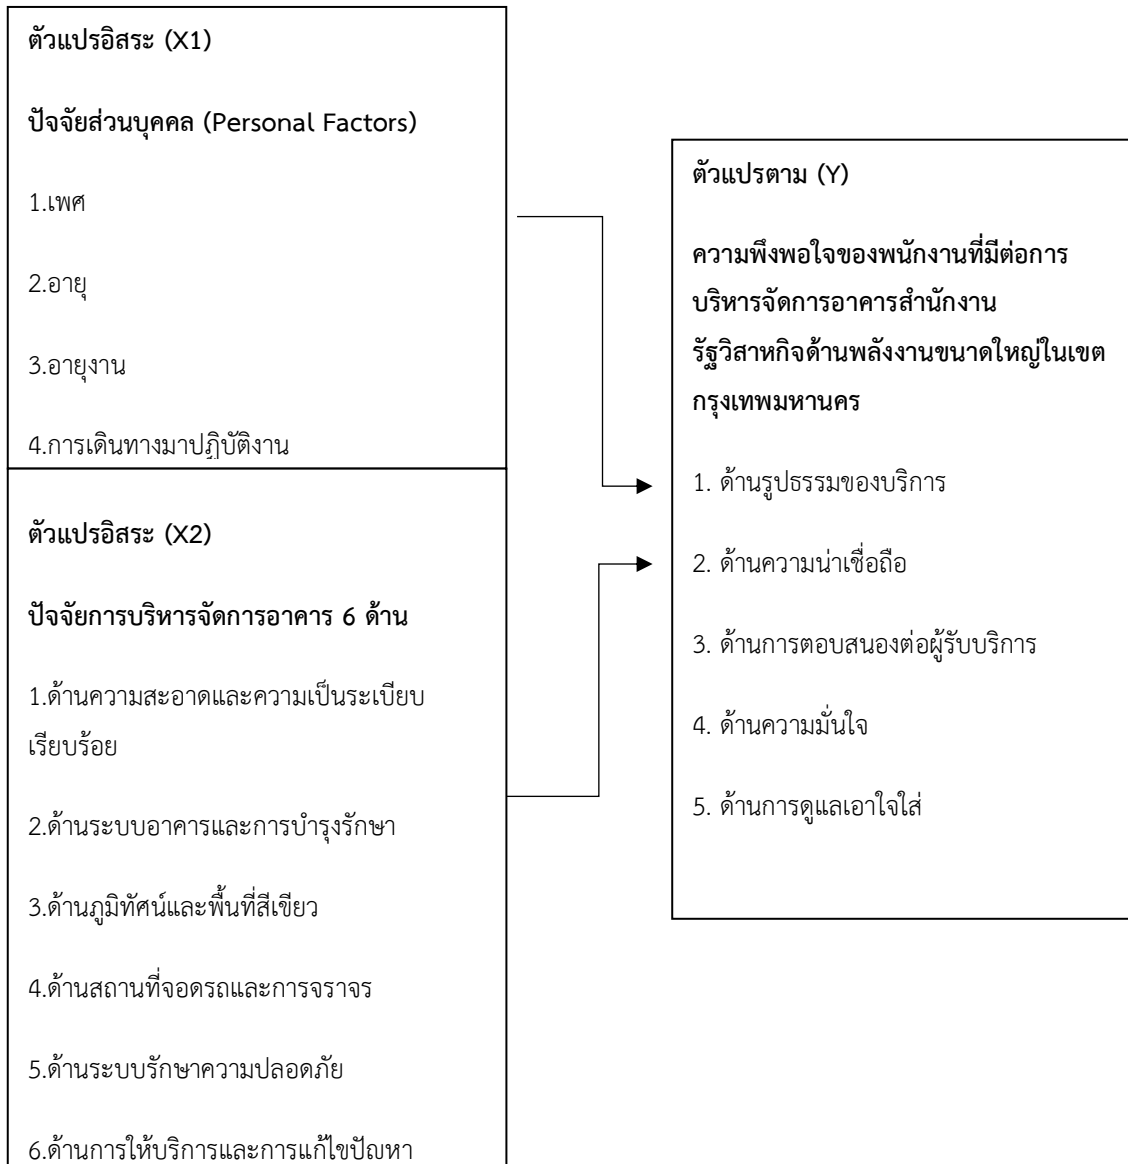 ตัวแปรอิสระ (X1)
ปัจจัยส่วนบุคคล (Personal Factors)
1.เพศ
2.อายุ
3.อายุงาน
4.การเดินทางมาปฏิบัติงาน
ตัวแปรอิสระ (X2)
ปัจจัยการบริหารจัดการอาคาร 6 ด้าน
1.ด้านความสะอาดและความเป็นระเบียบ
เรียบร้อย
2.ด้านระบบอาคารและการบำรุงรักษา
3.ด้านภูมิทัศน์และพื้นที่สีเขียว
4.ด้านสถานที่จอดรถและการจราจร
5.ด้านระบบรักษาความปลอดภัย
6.ด้านการให้บริการและการแก้ไขปัญหา
ตัวแปรตาม (Y)
ความพึงพอใจของพนักงานที่มีต่อการ
บริหารจัดการอาคารสำนักงาน
รัฐวิสาหกิจด้านพลังงานขนาดใหญ่ในเขต
กรุงเทพมหานคร
1. ด้านรูปธรรมของบริการ
2. ด้านความน่าเชื่อถือ
3. ด้านการตอบสนองต่อผู้รับบริการ
4. ด้านความมั่นใจ
5. ด้านการดูแลเอาใจใส่